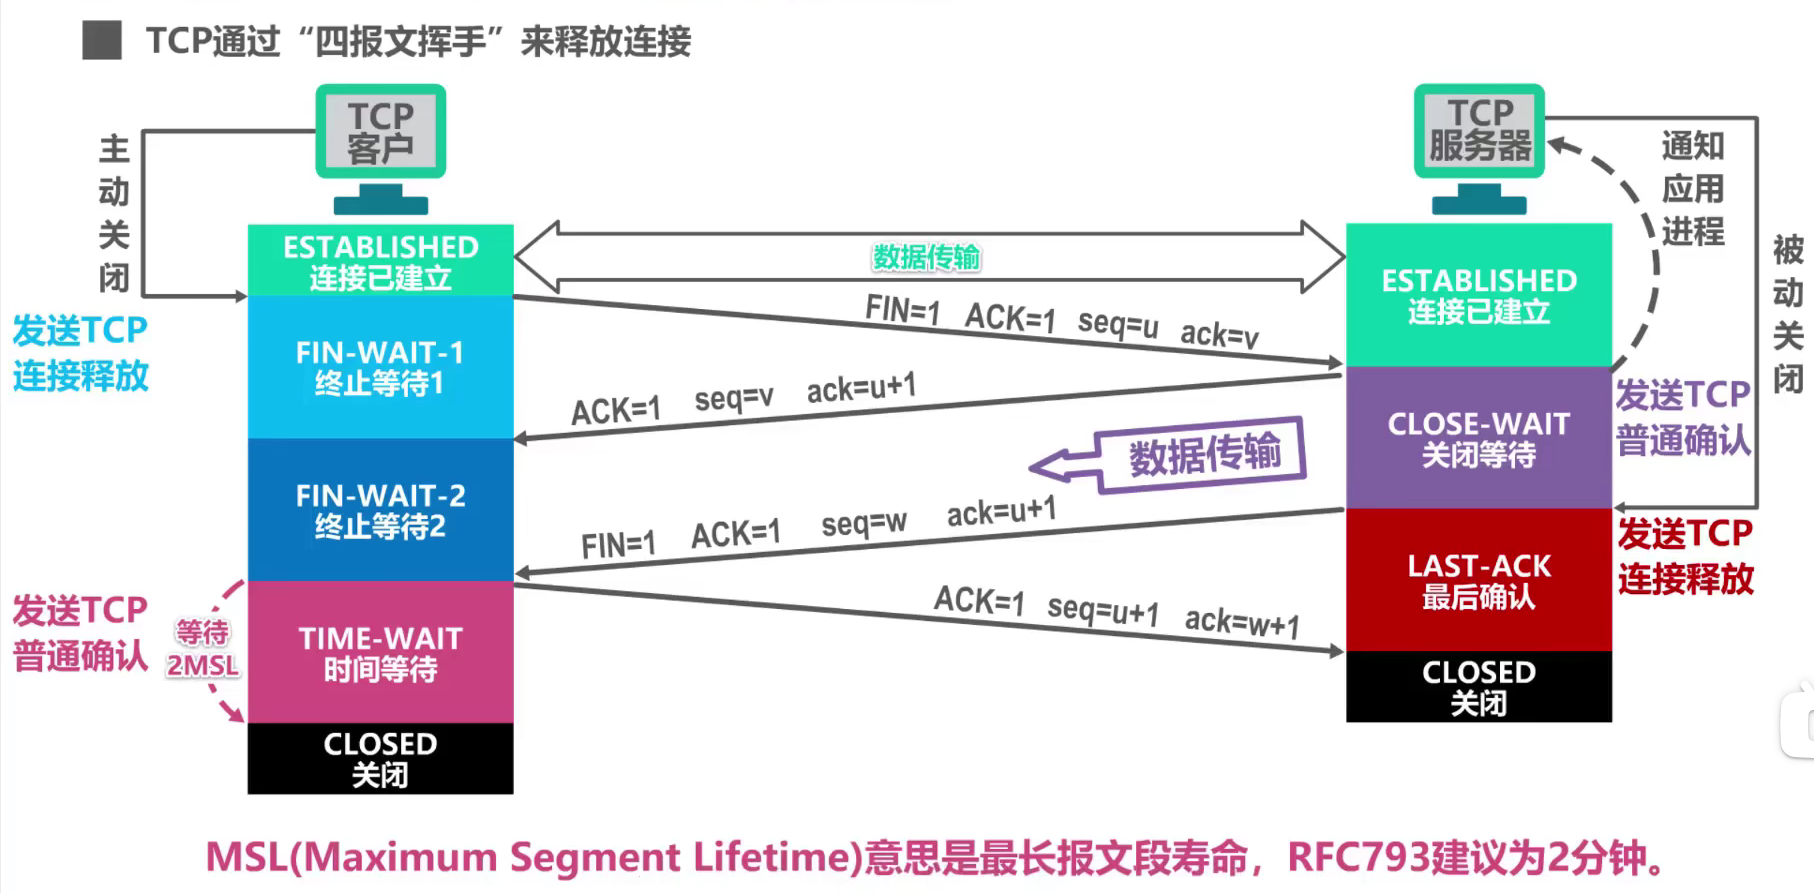 TCP通过“四报文挥手”来释放连接
TCP
客户
TCP
服务器
主动关闭
通知
应用
进程
被动关闭
ESTABLISHED
连接已建立
数据传输
ESTABLISHED
连接已建立
FIN=1 ACK=1 seq=u ack=v
发送TCP
连接释放
FIN-WAIT-1
终止等待1
ACK=1 seq=v ack=u+1
CLOSE-WAIT
关闭等待
发送TCP
普通确认
数据传输
FIN-WAIT-2
终止等待2
FIN=1 ACK=1 seq=w ack=u+1
LAST-ACK
最后确认
发送TCP
连接释放
发送TCP
普通确认
等待
2MSL
TIME-WAIT
时间等待
ACK=1 seq=u+1 ack=w+1
CLOSED
关闭
CLOSED
关闭
MSL(Maximum Segment Lifetime)意思是最长报文段寿命，RFC793建议为2分钟。